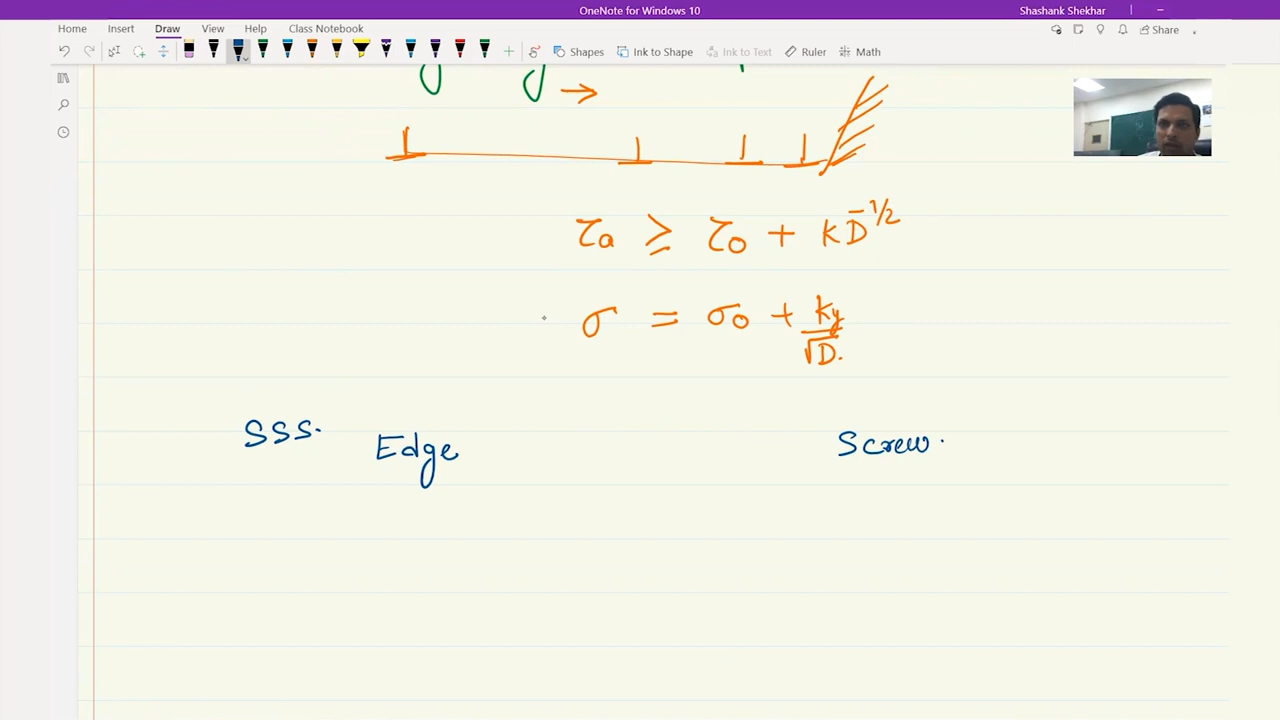 OneNote for Windows 10
Shashank Shekhar
Home Insert Draw View Help Class Notebook
Share
Shapes Ink to Shape Ink to Text Ruler Math
τa ≥ τ0 + kD^-1/2
σ = σ0 + ky/√D.
SSS. Edge Screw.